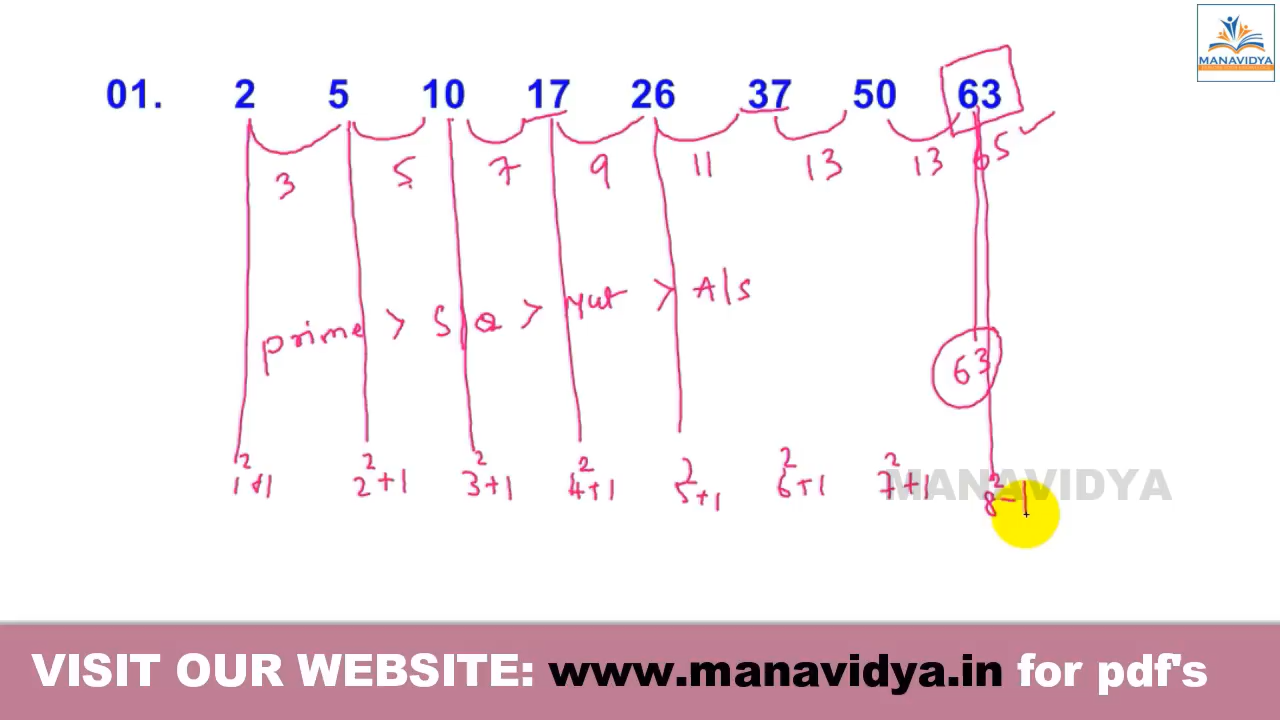 MANAVIDYA
01. 2 5 10 17 26 37 50 63
3 5 7 9 11 13 13 65 ✓
prime > S/Q > Mut > A/S
63
1²+1 2²+1 3²+1 4²+1 5²+1 6²+1 7²+1 8²-1
MANAVIDYA
VISIT OUR WEBSITE: www.manavidya.in for pdf's